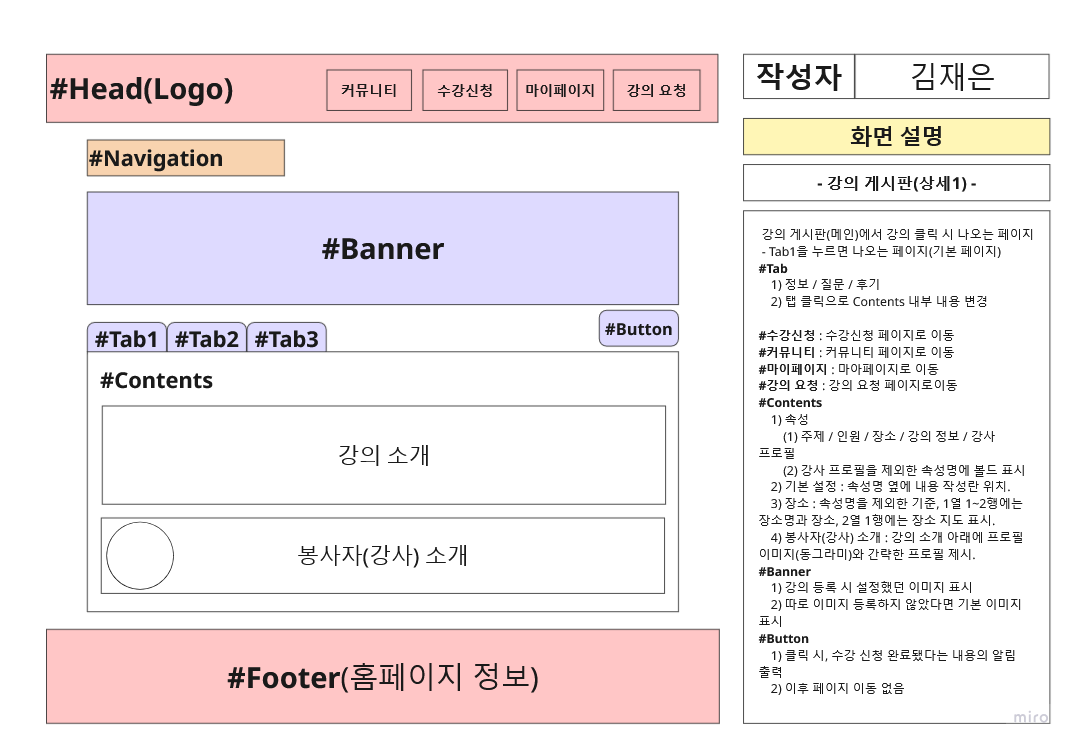 #Head(Logo)
커뮤니티
수강신청
마이페이지
강의 요청
#Navigation
#Banner
#Tab1
#Tab2
#Tab3
#Button
#Contents
강의 소개
봉사자(강사) 소개
#Footer(홈페이지 정보)
작성자
김재은
화면 설명
- 강의 게시판(상세1) -
강의 게시판(메인)에서 강의 클릭 시 나오는 페이지
- Tab1을 누르면 나오는 페이지(기본 페이지)
#Tab
1) 정보 / 질문 / 후기
2) 탭 클릭으로 Contents 내부 내용 변경
#수강신청 : 수강신청 페이지로 이동
#커뮤니티 : 커뮤니티 페이지로 이동
#마이페이지 : 마아페이지로 이동
#강의 요청 : 강의 요청 페이지로이동
#Contents
1) 속성
(1) 주제 / 인원 / 장소 / 강의 정보 / 강사
프로필
(2) 강사 프로필을 제외한 속성명에 볼드 표시
2) 기본 설정 : 속성명 옆에 내용 작성란 위치.
3) 장소 : 속성명을 제외한 기준, 1열 1~2행에는
장소명과 장소, 2열 1행에는 장소 지도 표시.
4) 봉사자(강사) 소개 : 강의 소개 아래에 프로필
이미지(동그라미)와 간략한 프로필 제시.
#Banner
1) 강의 등록 시 설정했던 이미지 표시
2) 따로 이미지 등록하지 않았다면 기본 이미지
표시
#Button
1) 클릭 시, 수강 신청 완료됐다는 내용의 알림
출력
2) 이후 페이지 이동 없음
miro